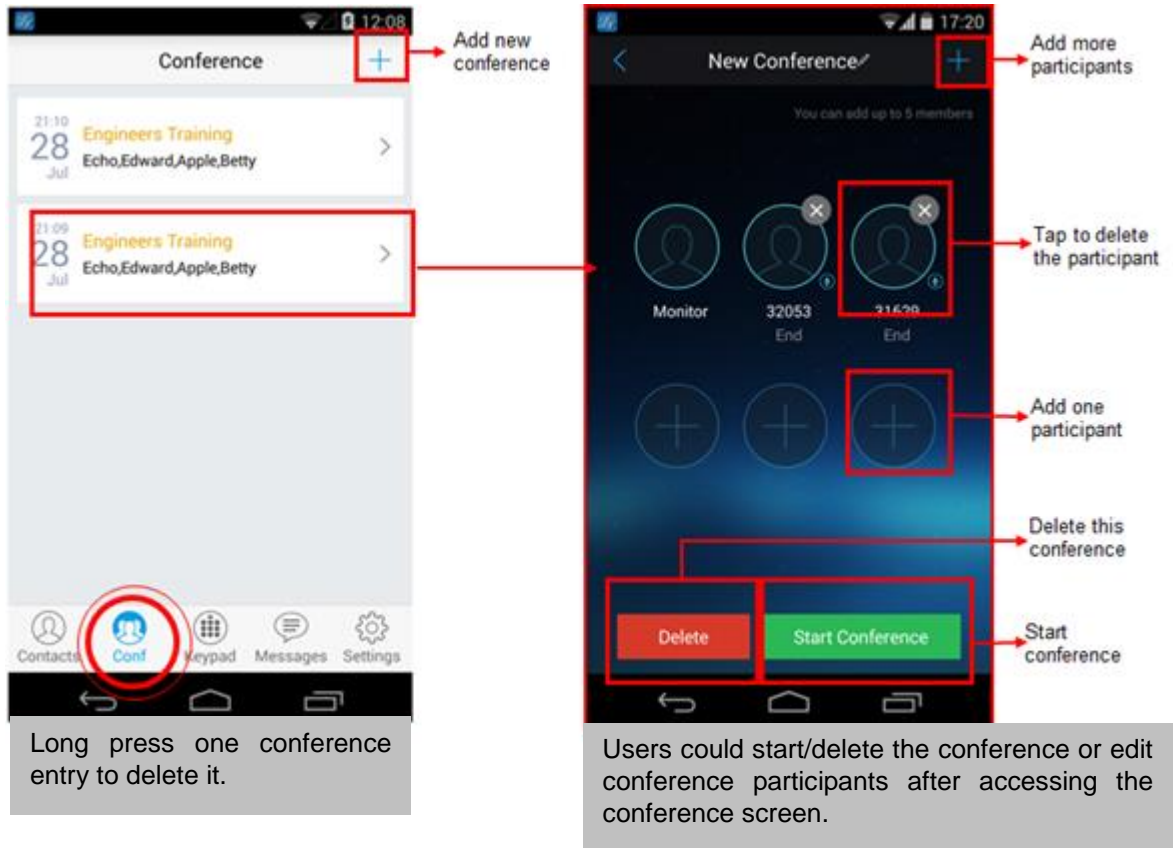 12:08
Conference
Add new
conference
21:10
28
Jul
Engineers Training
Echo,Edward,Apple,Betty
21:09
28
Jul
Engineers Training
Echo,Edward,Apple,Betty
Contacts
Conf
Keypad
Messages
Settings
Long press one conference
entry to delete it.
17:20
New Conference
Add more
participants
You can add up to 5 members
Tap to delete
the participant
Monitor
32053
31629
End
End
Add one
participant
Delete this
conference
Delete
Start Conference
Start
conference
Users could start/delete the conference or edit
conference participants after accessing the
conference screen.